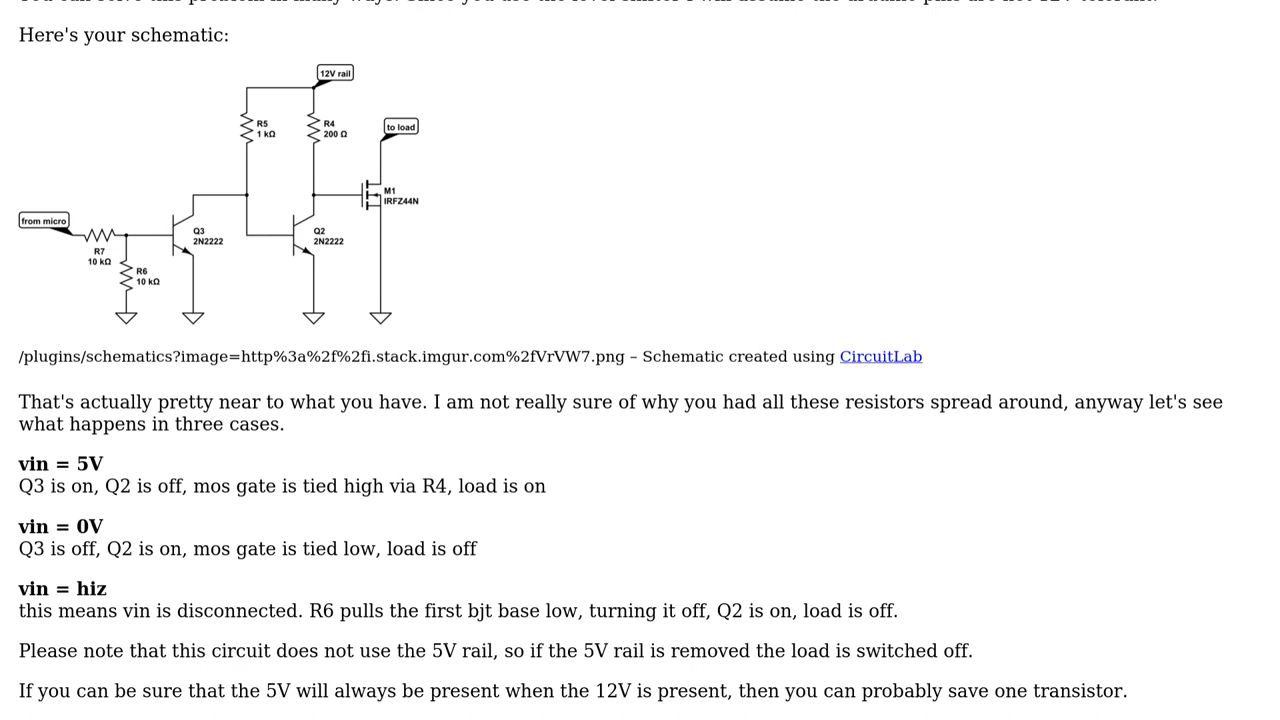 Here's your schematic:
12V rail
R5
1 kΩ
R4
200 Ω
to load
M1
IRFZ44N
from micro
Q3
2N2222
Q2
2N2222
R7
10 kΩ
R6
10 kΩ
/plugins/schematics?image=http%3a%2f%2fi.stack.imgur.com%2fVrVW7.png – Schematic created using CircuitLab
That's actually pretty near to what you have. I am not really sure of why you had all these resistors spread around, anyway let's see
what happens in three cases.
vin = 5V
Q3 is on, Q2 is off, mos gate is tied high via R4, load is on
vin = 0V
Q3 is off, Q2 is on, mos gate is tied low, load is off
vin = hiz
this means vin is disconnected. R6 pulls the first bjt base low, turning it off, Q2 is on, load is off.
Please note that this circuit does not use the 5V rail, so if the 5V rail is removed the load is switched off.
If you can be sure that the 5V will always be present when the 12V is present, then you can probably save one transistor.